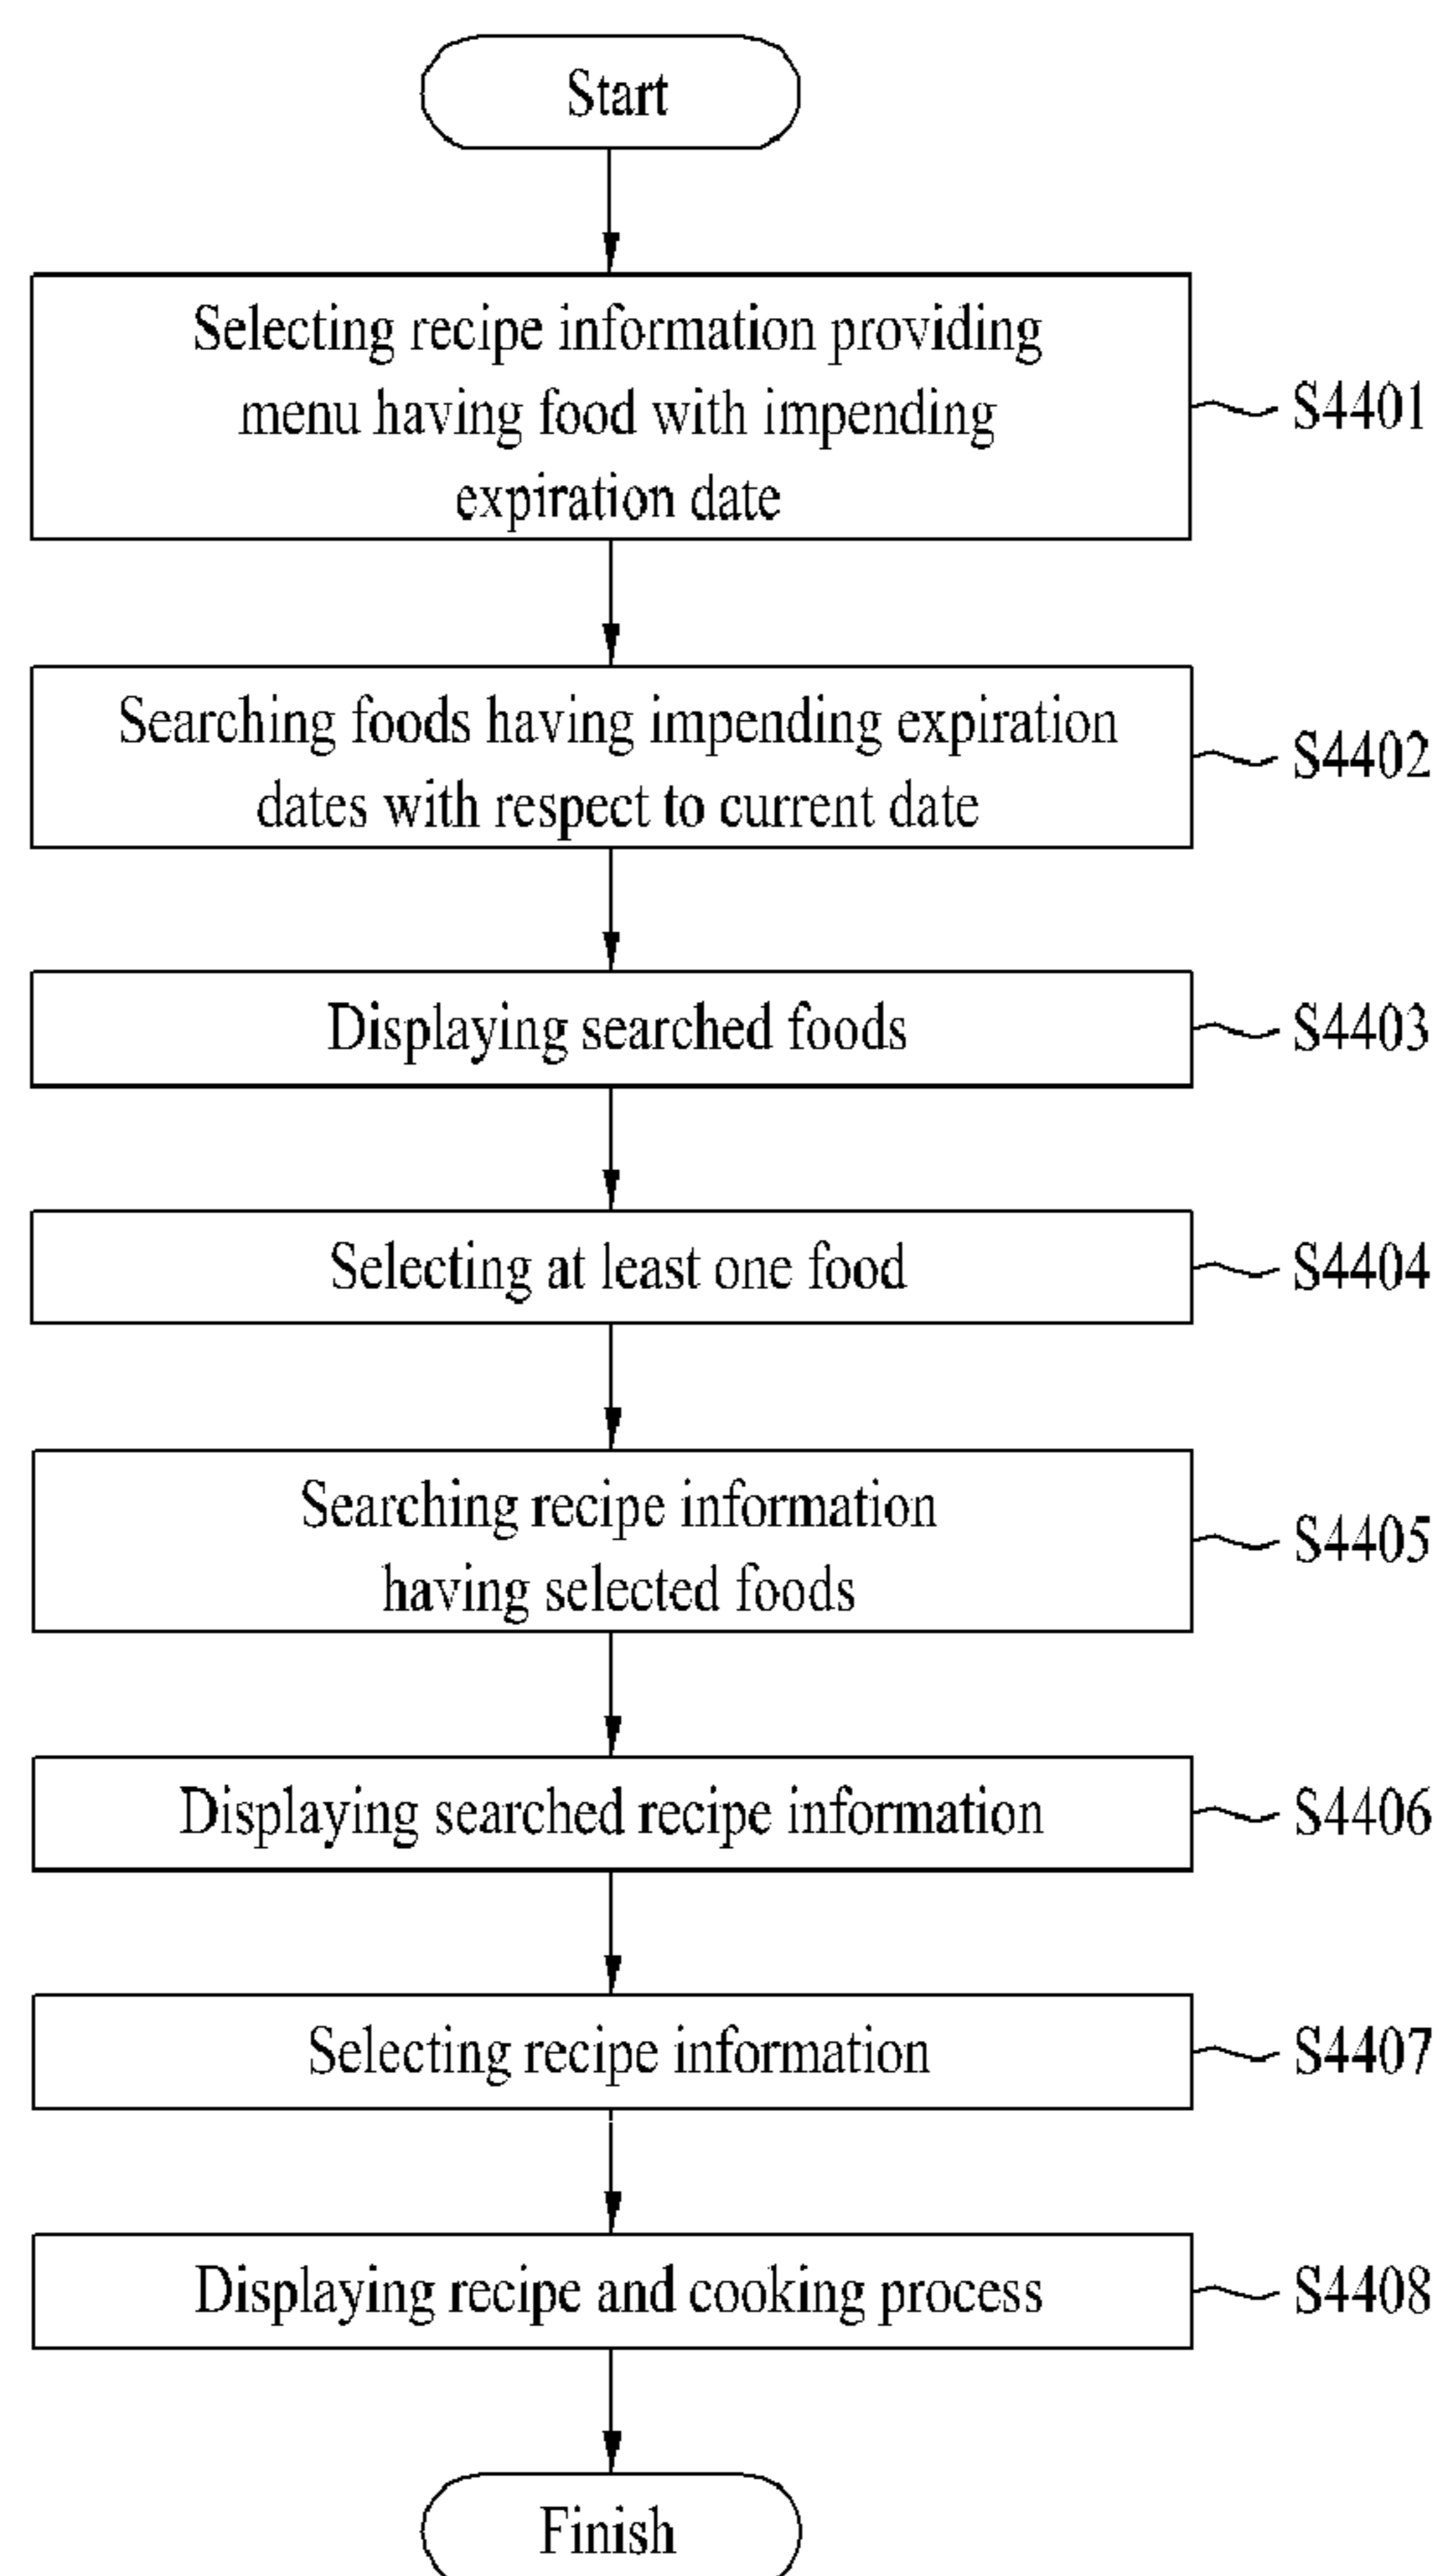 Start
Selecting recipe information providing
menu having food with impending
expiration date
S4401
Searching foods having impending expiration
dates with respect to current date
S4402
Displaying searched foods
S4403
Selecting at least one food
S4404
Searching recipe information
having selected foods
S4405
Displaying searched recipe information
S4406
Selecting recipe information
S4407
Displaying recipe and cooking process
S4408
Finish